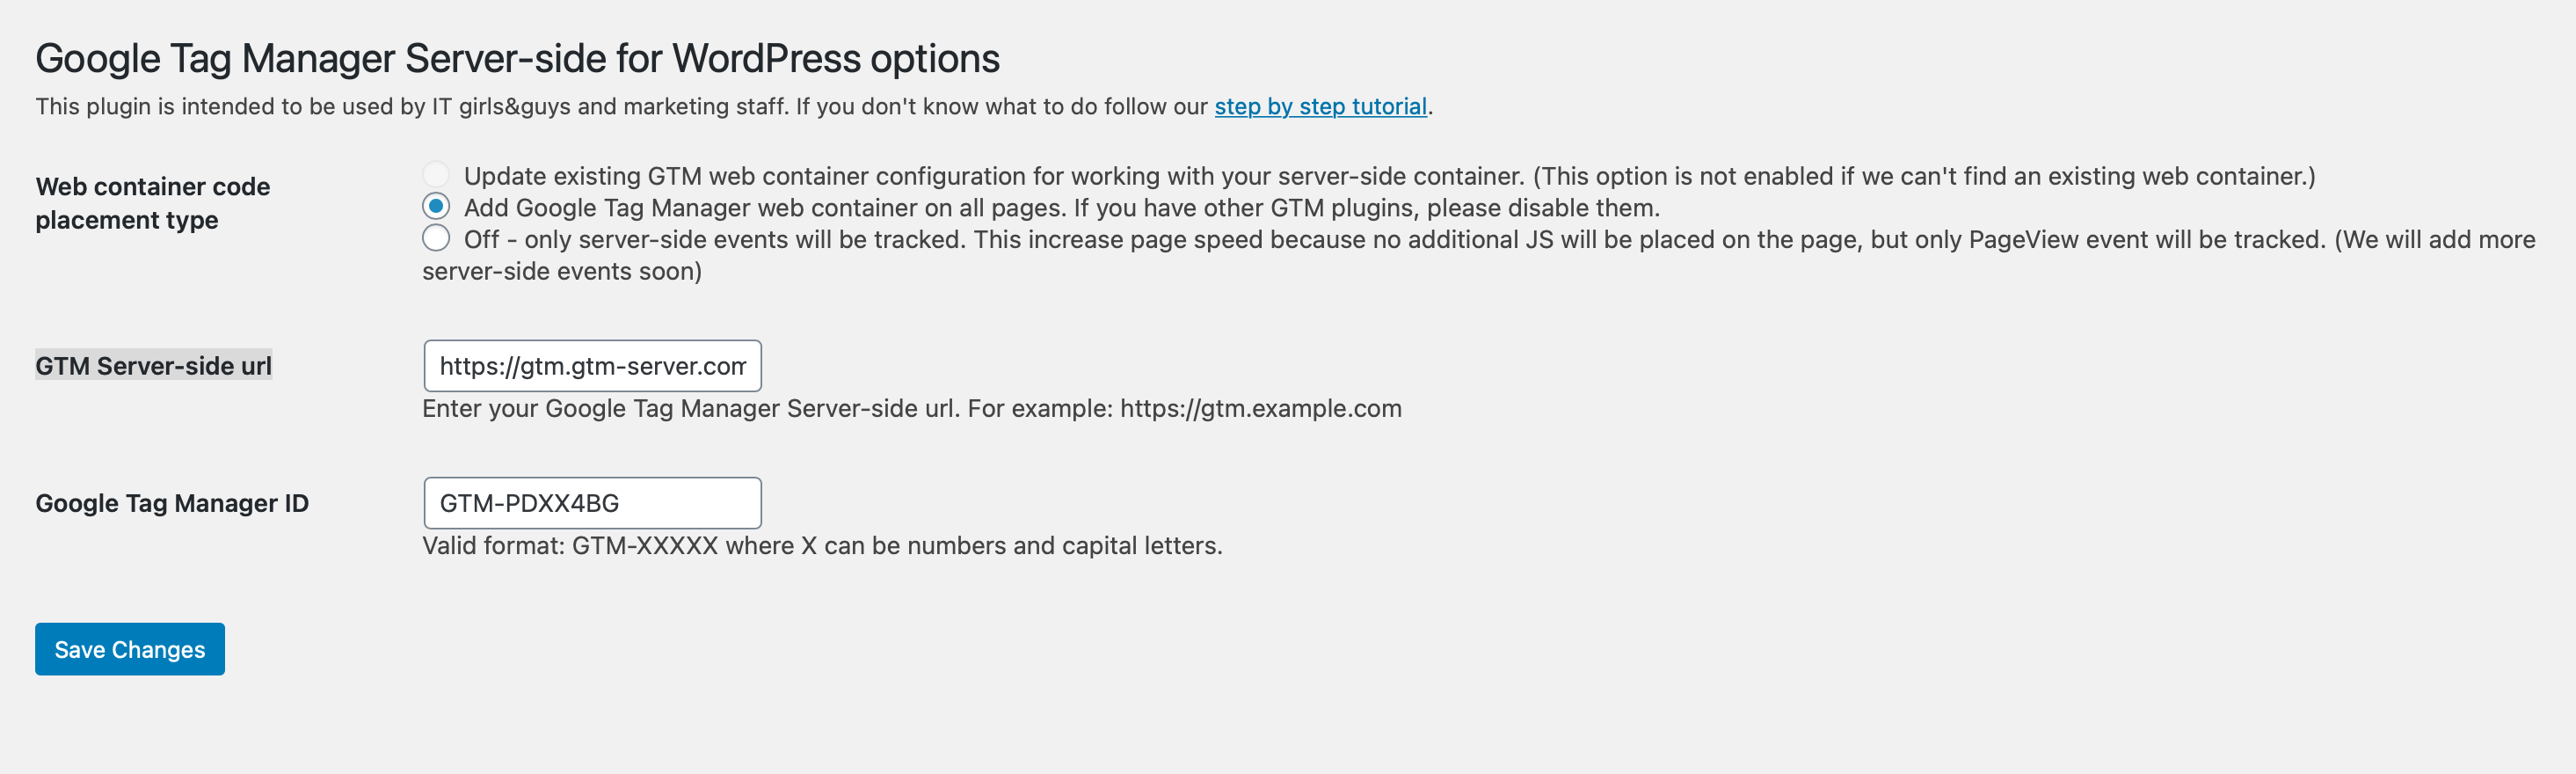 Google Tag Manager Server-side for WordPress options
This plugin is intended to be used by IT girls&guys and marketing staff. If you don't know what to do follow our step by step tutorial.
Web container code
placement type
Update existing GTM web container configuration for working with your server-side container. (This option is not enabled if we can't find an existing web container.)
Add Google Tag Manager web container on all pages. If you have other GTM plugins, please disable them.
Off - only server-side events will be tracked. This increase page speed because no additional JS will be placed on the page, but only PageView event will be tracked. (We will add more
server-side events soon)
GTM Server-side url
https://gtm.gtm-server.com
Enter your Google Tag Manager Server-side url. For example: https://gtm.example.com
Google Tag Manager ID
GTM-PDXX4BG
Valid format: GTM-XXXXX where X can be numbers and capital letters.
Save Changes